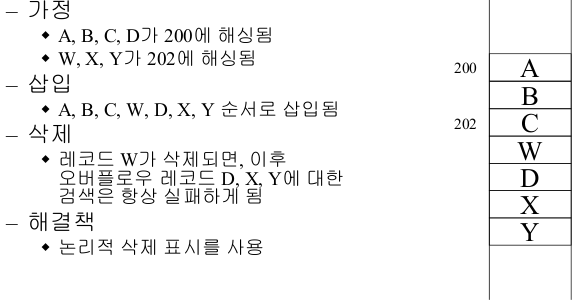 – 가정
◆ A, B, C, D가 200에 해싱됨
◆ W, X, Y가 202에 해싱됨
– 삽입
◆ A, B, C, W, D, X, Y 순서로 삽입됨
– 삭제
◆ 레코드 W가 삭제되면, 이후
오버플로우 레코드 D, X, Y에 대한
검색은 항상 실패하게 됨
– 해결책
◆ 논리적 삭제 표시를 사용
200 A
B
202 C
W
D
X
Y